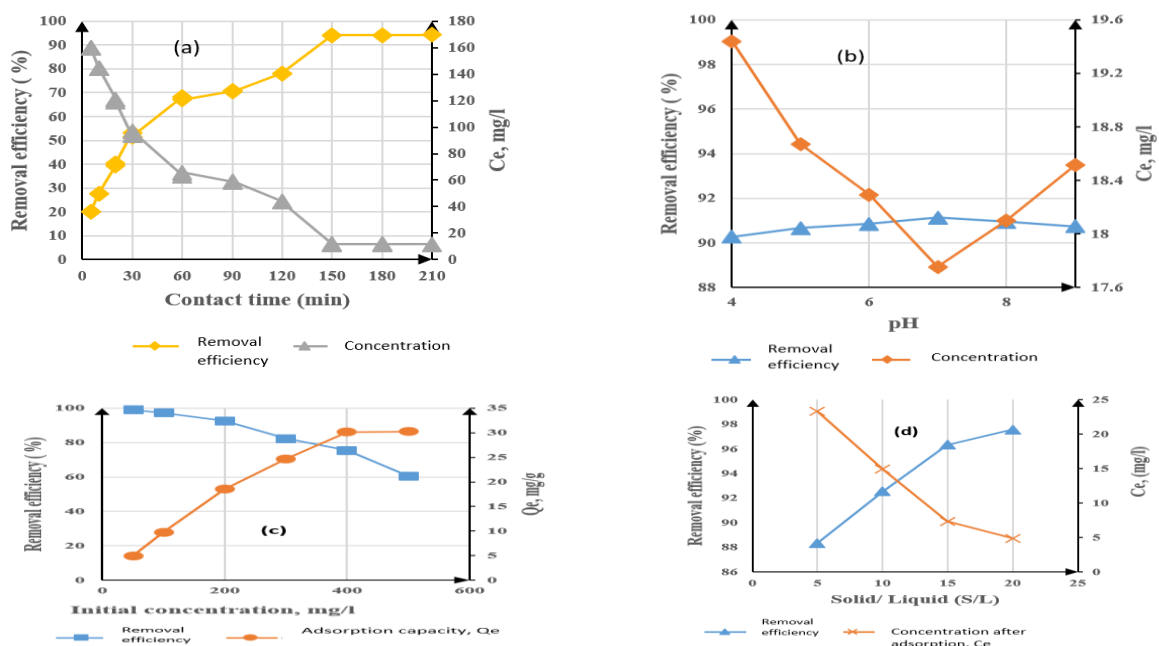 (a)
Removal efficiency ( %)
100
90
80
70
60
50
40
30
20
10
0
180
160
140
120
100
80
60
40
20
0
Ce, mg/l
0 30 60 90 120 150 180 210
Contact time (min)
Removal efficiency
Concentration
(b)
Removal efficiency ( %)
100
98
96
94
92
90
88
19.6
19.2
18.8
18.4
18
17.6
Ce, mg/l
4 6 8
pH
Removal efficiency
Concentration
(c)
Removal efficiency (%)
100
80
60
40
20
0
35
30
25
20
15
10
5
0
Qe, mg/g
0 200 400 600
Initial concentration, mg/l
Removal efficiency
Adsorption capacity, Qe
(d)
Removal efficiency (%)
100
98
96
94
92
90
88
86
25
20
15
10
5
0
Ce, (mg/l)
0 5 10 15 20 25
Solid/ Liquid (S/L)
Removal efficiency
Concentration after adsorption, Ce